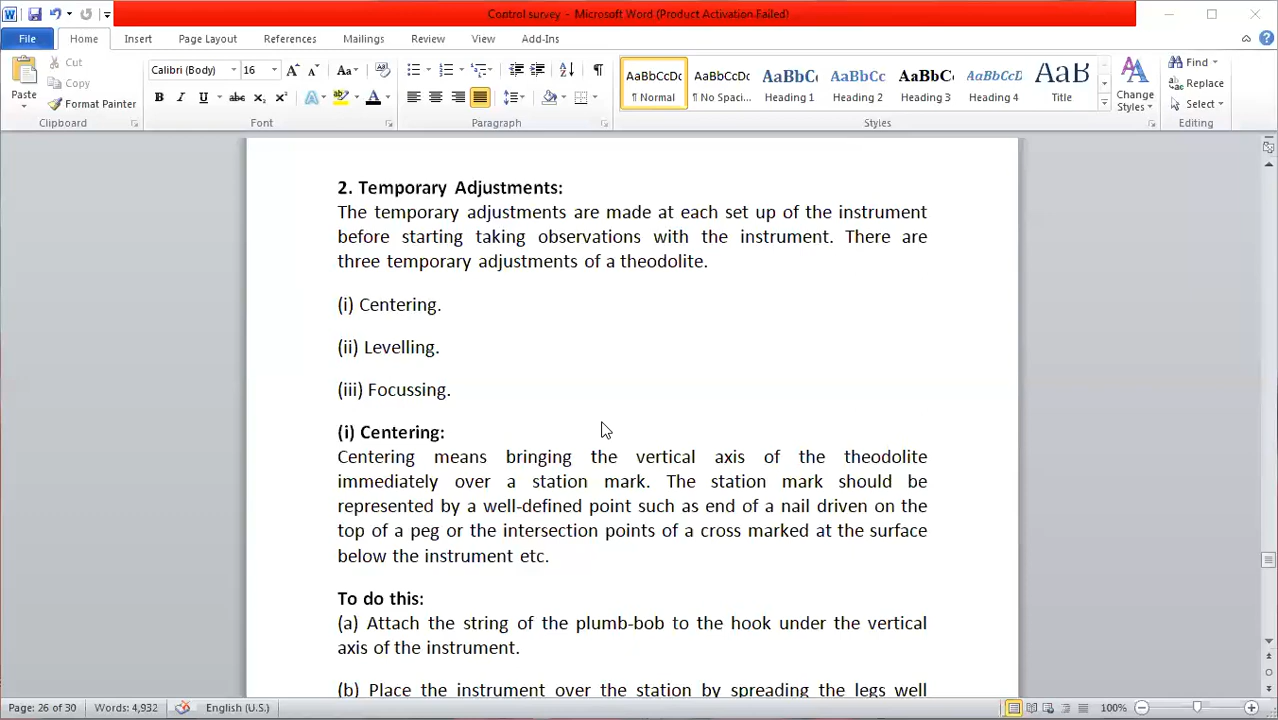 Control survey – Microsoft Word (Product Activation Failed)
File Home Insert Page Layout References Mailings Review View Add-Ins
Paste
Cut
Copy
Format Painter
Clipboard
Calibri (Body) 16
Aa
B I U abc x₂ x² A A
Font
Paragraph
AaBbCcDc AaBbCcDc AaBbC AaBbCc AaBbCc AaBbCcD AaB
¶ Normal ¶ No Spaci... Heading 1 Heading 2 Heading 3 Heading 4 Title
Styles
Change
Styles
Find
Replace
Select
Editing
2. Temporary Adjustments:
The temporary adjustments are made at each set up of the instrument
before starting taking observations with the instrument. There are
three temporary adjustments of a theodolite.
(i) Centering.
(ii) Levelling.
(iii) Focussing.
(i) Centering:
Centering means bringing the vertical axis of the theodolite
immediately over a station mark. The station mark should be
represented by a well-defined point such as end of a nail driven on the
top of a peg or the intersection points of a cross marked at the surface
below the instrument etc.
To do this:
(a) Attach the string of the plumb-bob to the hook under the vertical
axis of the instrument.
(b) Place the instrument over the station by spreading the legs well
Page: 26 of 30 Words: 4,932 English (U.S.) 100%